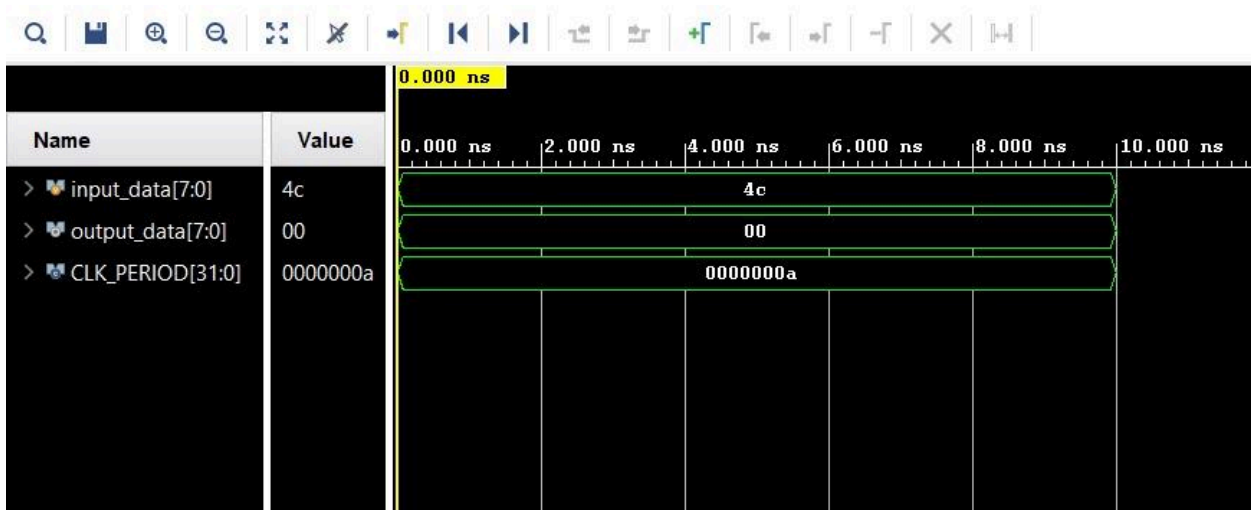 0.000 ns
Name Value 0.000 ns 2.000 ns 4.000 ns 6.000 ns 8.000 ns 10.000 ns
input_data[7:0] 4c 4c
output_data[7:0] 00 00
CLK_PERIOD[31:0] 0000000a 0000000a